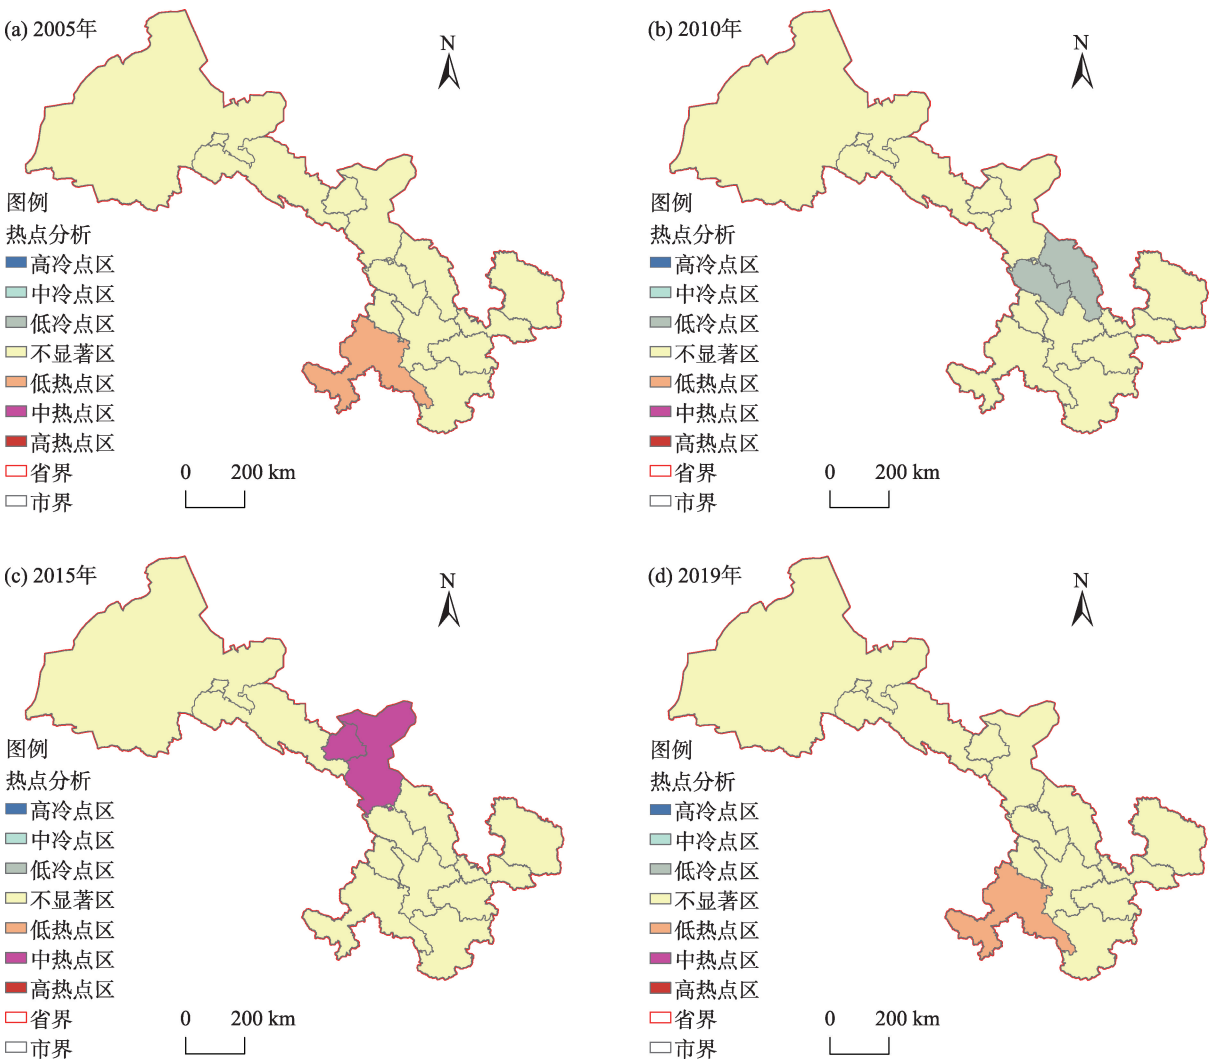 (a) 2005年
N
图例
热点分析
高冷点区
中冷点区
低冷点区
不显著区
低热点区
中热点区
高热点区
省界
市界
0 200 km
(b) 2010年
N
图例
热点分析
高冷点区
中冷点区
低冷点区
不显著区
低热点区
中热点区
高热点区
省界
市界
0 200 km
(c) 2015年
N
图例
热点分析
高冷点区
中冷点区
低冷点区
不显著区
低热点区
中热点区
高热点区
省界
市界
0 200 km
(d) 2019年
N
图例
热点分析
高冷点区
中冷点区
低冷点区
不显著区
低热点区
中热点区
高热点区
省界
市界
0 200 km